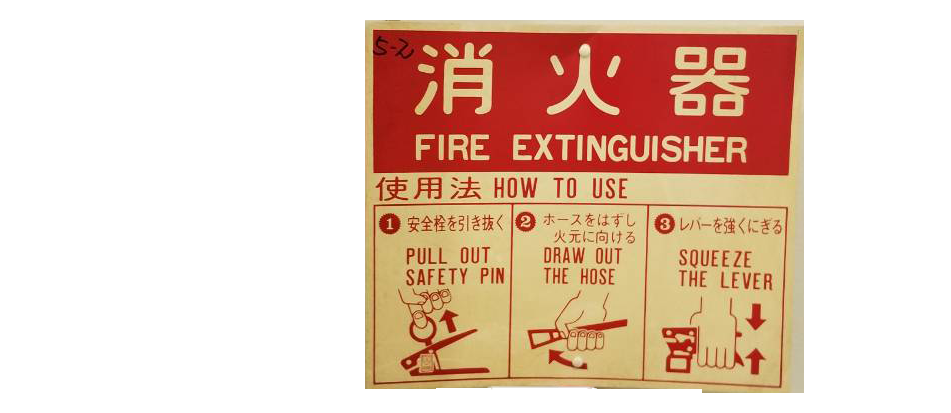 5-2
消火器
FIRE EXTINGUISHER
使用法 HOW TO USE
1 安全栓を引き抜く
PULL OUT
SAFETY PIN
2 ホースをはずし
火元に向ける
DRAW OUT
THE HOSE
3 レバーを強くにぎる
SQUEEZE
THE LEVER